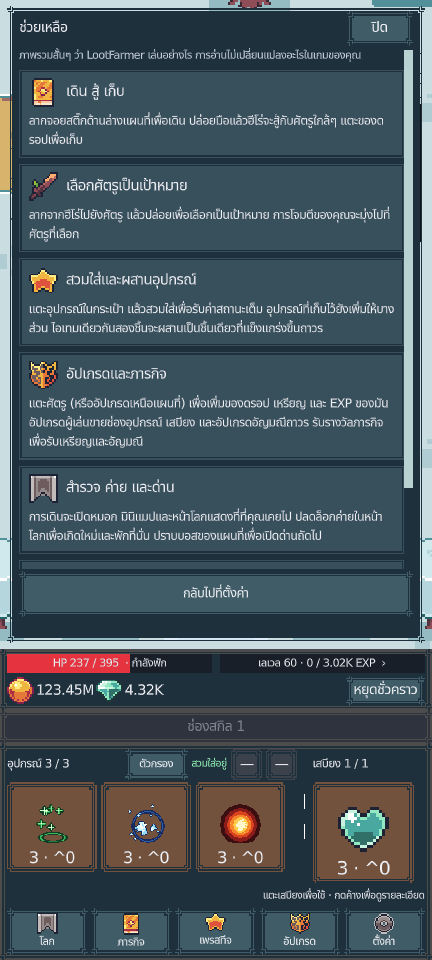 ช่วยเหลือ
ปิด
ภาพรวมสั้นๆ ว่า LootFarmer เล่นอย่างไร การอ่านไม่เปลี่ยนแปลงอะไรในเกมของคุณ
เดิน สู้ เก็บ
ลากจอยสติ๊กด้านล่างแผนที่เพื่อเดิน ปล่อยมือแล้วฮีโร่จะสู้กับศัตรูใกล้ๆ แตะของด
รอปเพื่อเก็บ
เลือกศัตรูเป็นเป้าหมาย
ลากจากฮีโร่ไปยังศัตรู แล้วปล่อยเพื่อเลือกเป็นเป้าหมาย การโจมตีของคุณจะมุ่งไปที่
ศัตรูที่เลือก
สวมใส่และผสานอุปกรณ์
แตะอุปกรณ์ในกระเป๋า แล้วสวมใส่เพื่อรับค่าสถานะเต็ม อุปกรณ์ที่เก็บไว้ยังเพิ่มให้บาง
ส่วน ไอเทมเดียวกันสองชิ้นจะผสานเป็นชิ้นเดียวที่แข็งแกร่งขึ้นถาวร
อัปเกรดและภารกิจ
แตะศัตรู (หรืออัปเกรดเหนือแผนที่) เพื่อเพิ่มของดรอป เหรียญ และ EXP ของมัน
อัปเกรดผู้เล่นขายช่องอุปกรณ์ เสบียง และอัปเกรดอัญมณีถาวร รับรางวัลภารกิจ
เพื่อรับเหรียญและอัญมณี
สำรวจ ค่าย และด่าน
การเดินจะเปิดหมอก มินิแมปและหน้าโลกแสดงที่ที่คุณเคยไป ปลดล็อกค่ายในหน้า
โลกเพื่อเกิดใหม่และพักที่นั่น ปราบบอสของแผนที่เพื่อเปิดด่านถัดไป
กลับไปที่ตั้งค่า
HP 237 / 395 · กำลังพัก
เลเวล 60 · 0 / 3.02K EXP ›
123.45M 4.32K
หยุดชั่วคราว
ช่องสกิล 1
อุปกรณ์ 3 / 3
ตัวกรอง
สวมใส่อยู่
— —
เสบียง 1 / 1
3 · ^0
3 · ^0
3 · ^0
3 · ^0
แตะเสบียงเพื่อใช้ · กดค้างเพื่อดูรายละเอียด
โลก
ภารกิจ
เพรสทีจ
อัปเกรด
ตั้งค่า